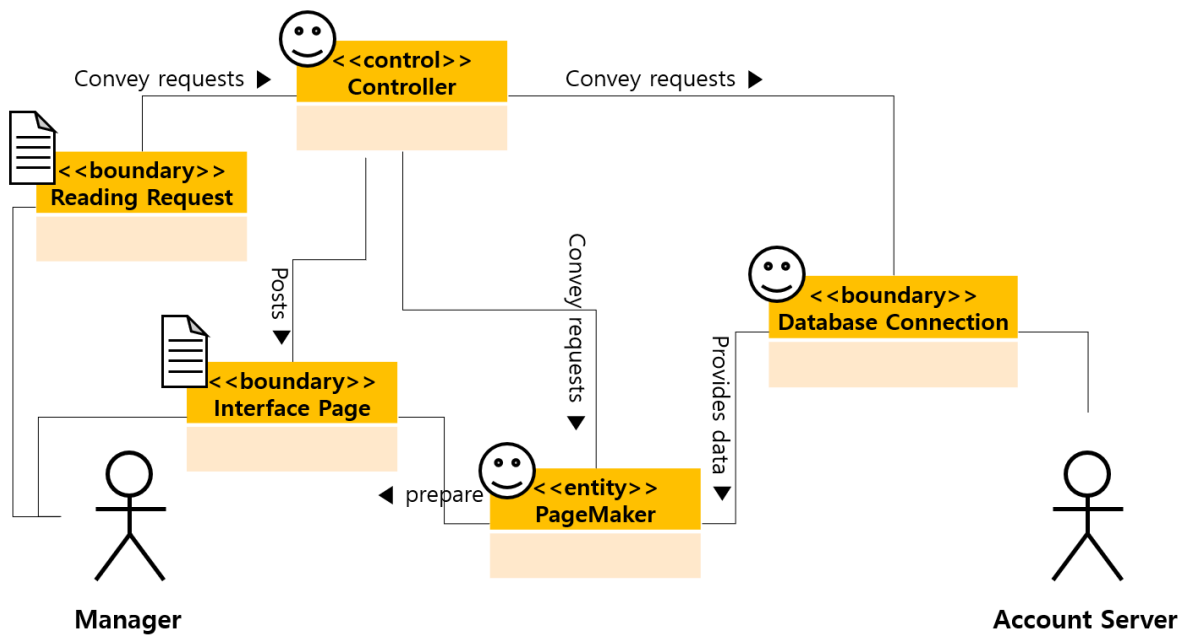 <<control>>
Controller
Convey requests
Convey requests
<<boundary>>
Reading Request
Posts
Convey requests
<<boundary>>
Database Connection
Provides data
<<boundary>>
Interface Page
prepare
<<entity>>
PageMaker
Manager
Account Server